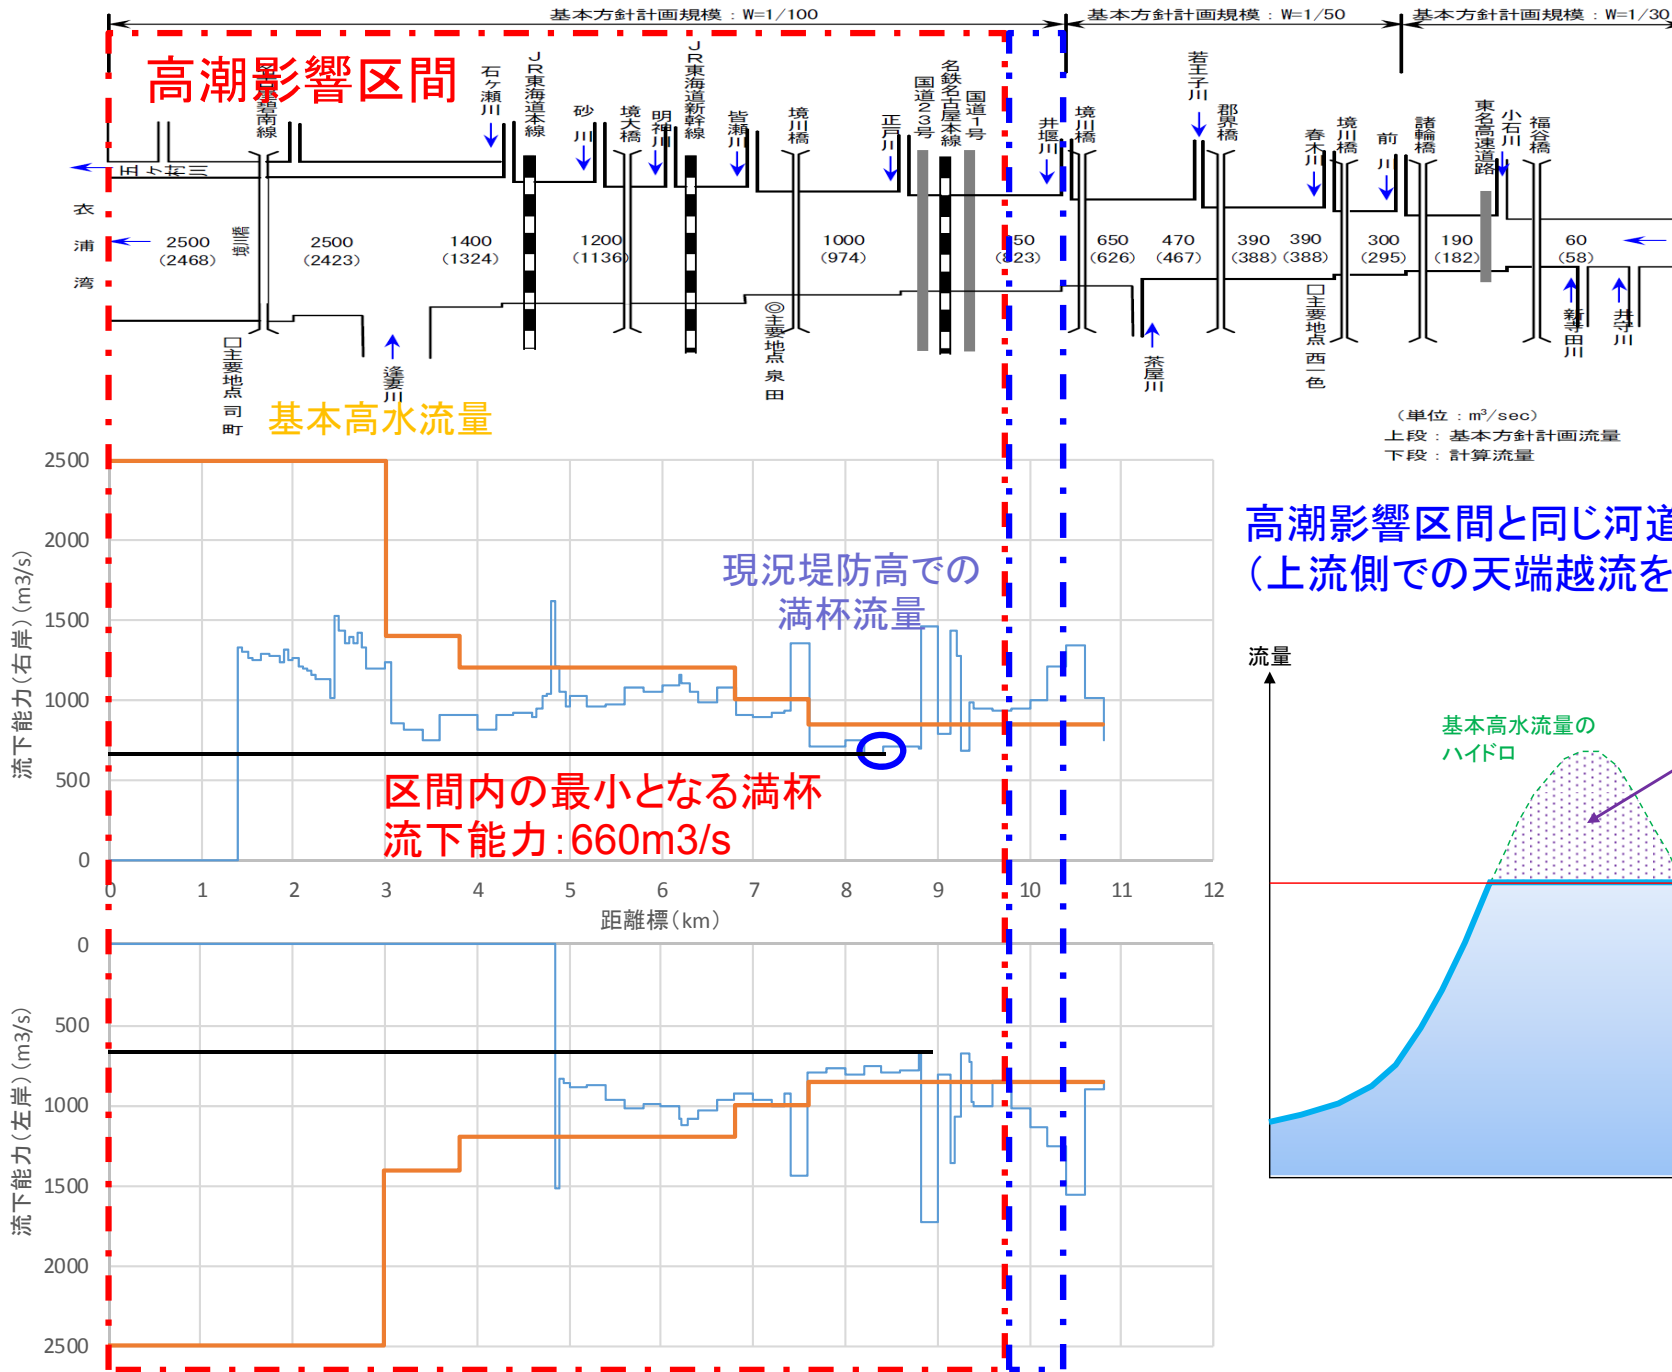 基本方針計画規模：W=1/100
基本方針計画規模：W=1/50
基本方針計画規模：W=1/30
高潮影響区間
石ヶ瀬川
JR東海道本線
砂川
境大橋
明神川
JR東海道新幹線
皆瀬川
境川橋
正戸川
国道23号
名鉄名古屋本線
国道1号
井堰川
境川橋
若王子川
郡界橋
春木川
境川橋
前川
諸輪橋
東名高速道路
小石川
福谷橋
衣浦湾
2500
(2468)
境川橋
2500
(2423)
1400
(1324)
1200
(1136)
1000
(974)
50
23)
650
(626)
470
(467)
390
(388)
390
(388)
300
(295)
190
(182)
60
(58)
□主要地点 司町
逢妻川
◎主要地点 泉田
茶屋川
□主要地点 西一色
新寺田川
井守川
（単位：m³/sec）
上段：基本方針計画流量
下段：計算流量
基本高水流量
流下能力（右岸）（m3/s）
2500
2000
1500
1000
500
0
現況堤防高での
満杯流量
区間内の最小となる満杯
流下能力：660m3/s
0 1 2 3 4 5 6 7 8 9 10 11 12
距離標（km）
流下能力（左岸）（m3/s）
0
500
1000
1500
2000
2500
高潮影響区間と同じ河道
（上流側での天端越流を
流量
基本高水流量の
ハイドロ